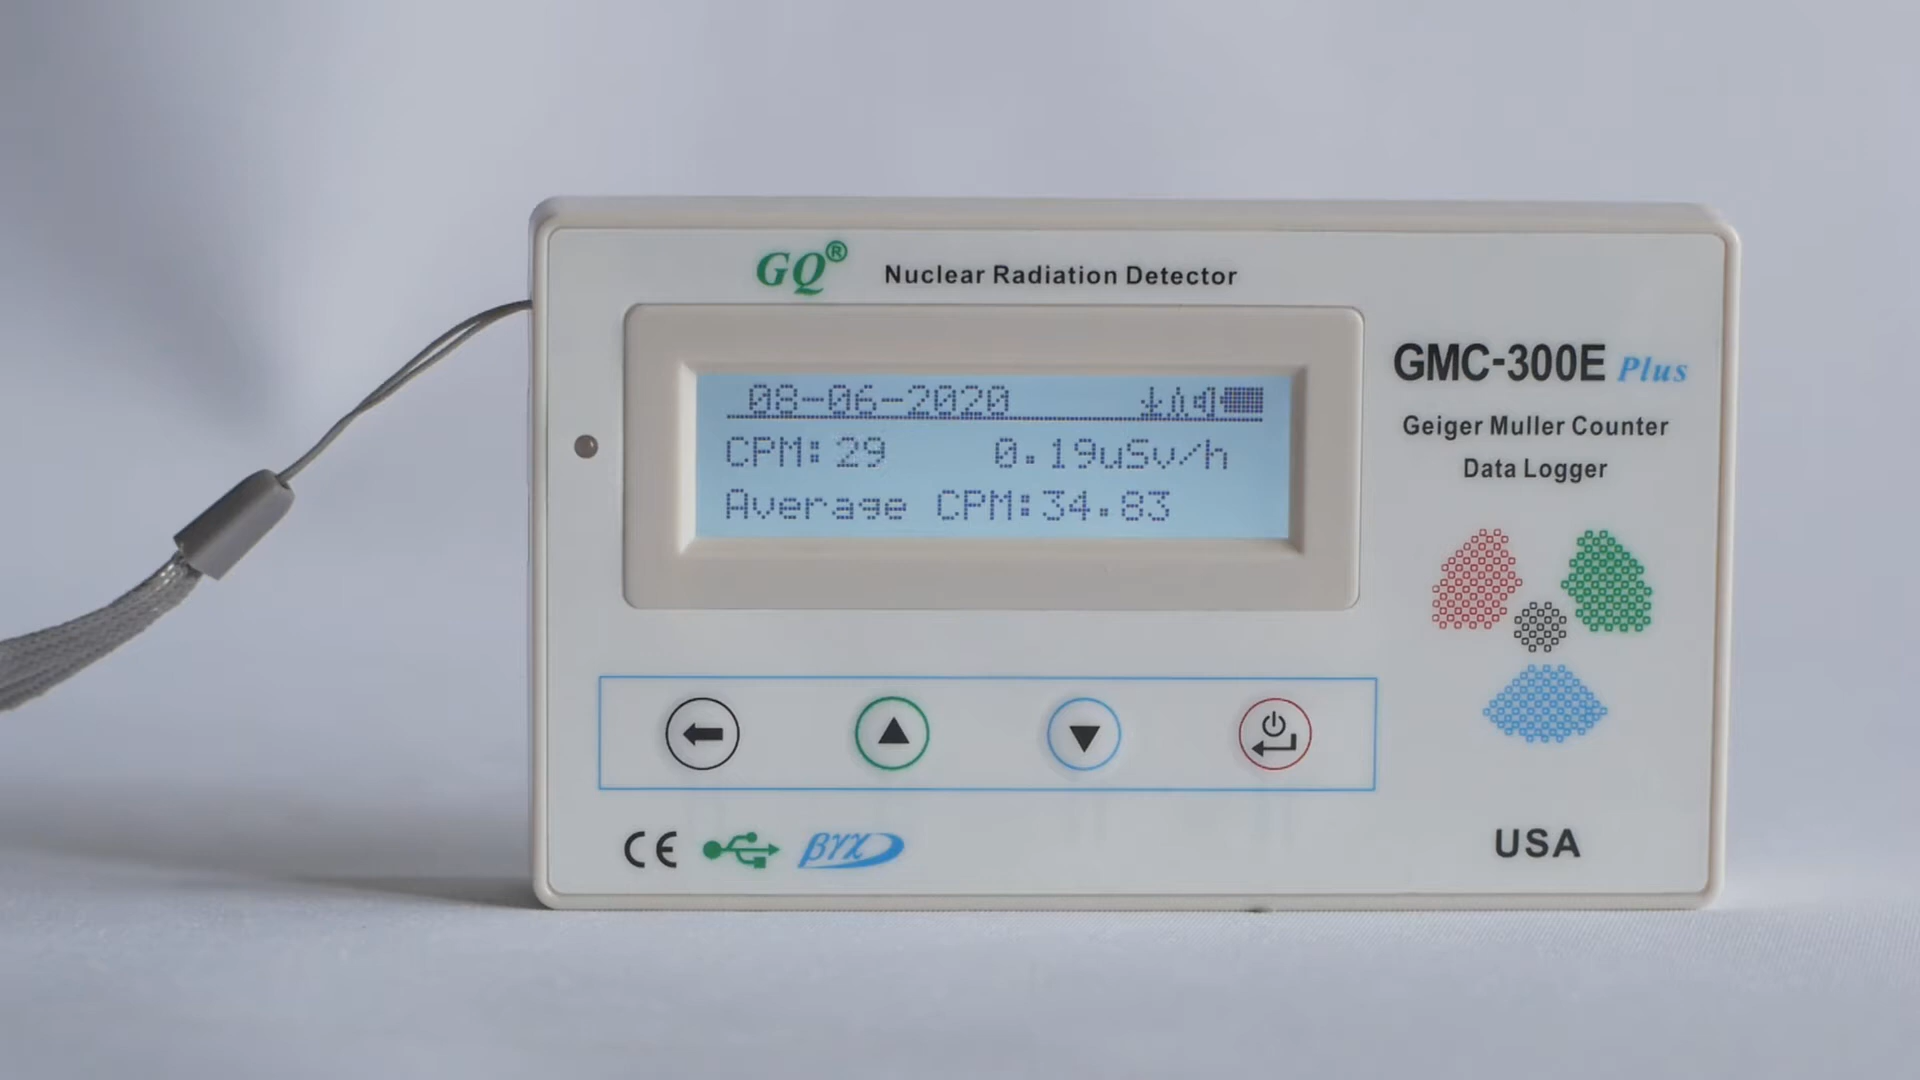 GQ® Nuclear Radiation Detector
08-06-2020
CPM: 29 0.19uSv/h
Average CPM:34.83
GMC-300E Plus
Geiger Muller Counter
Data Logger
CE βγχ
USA